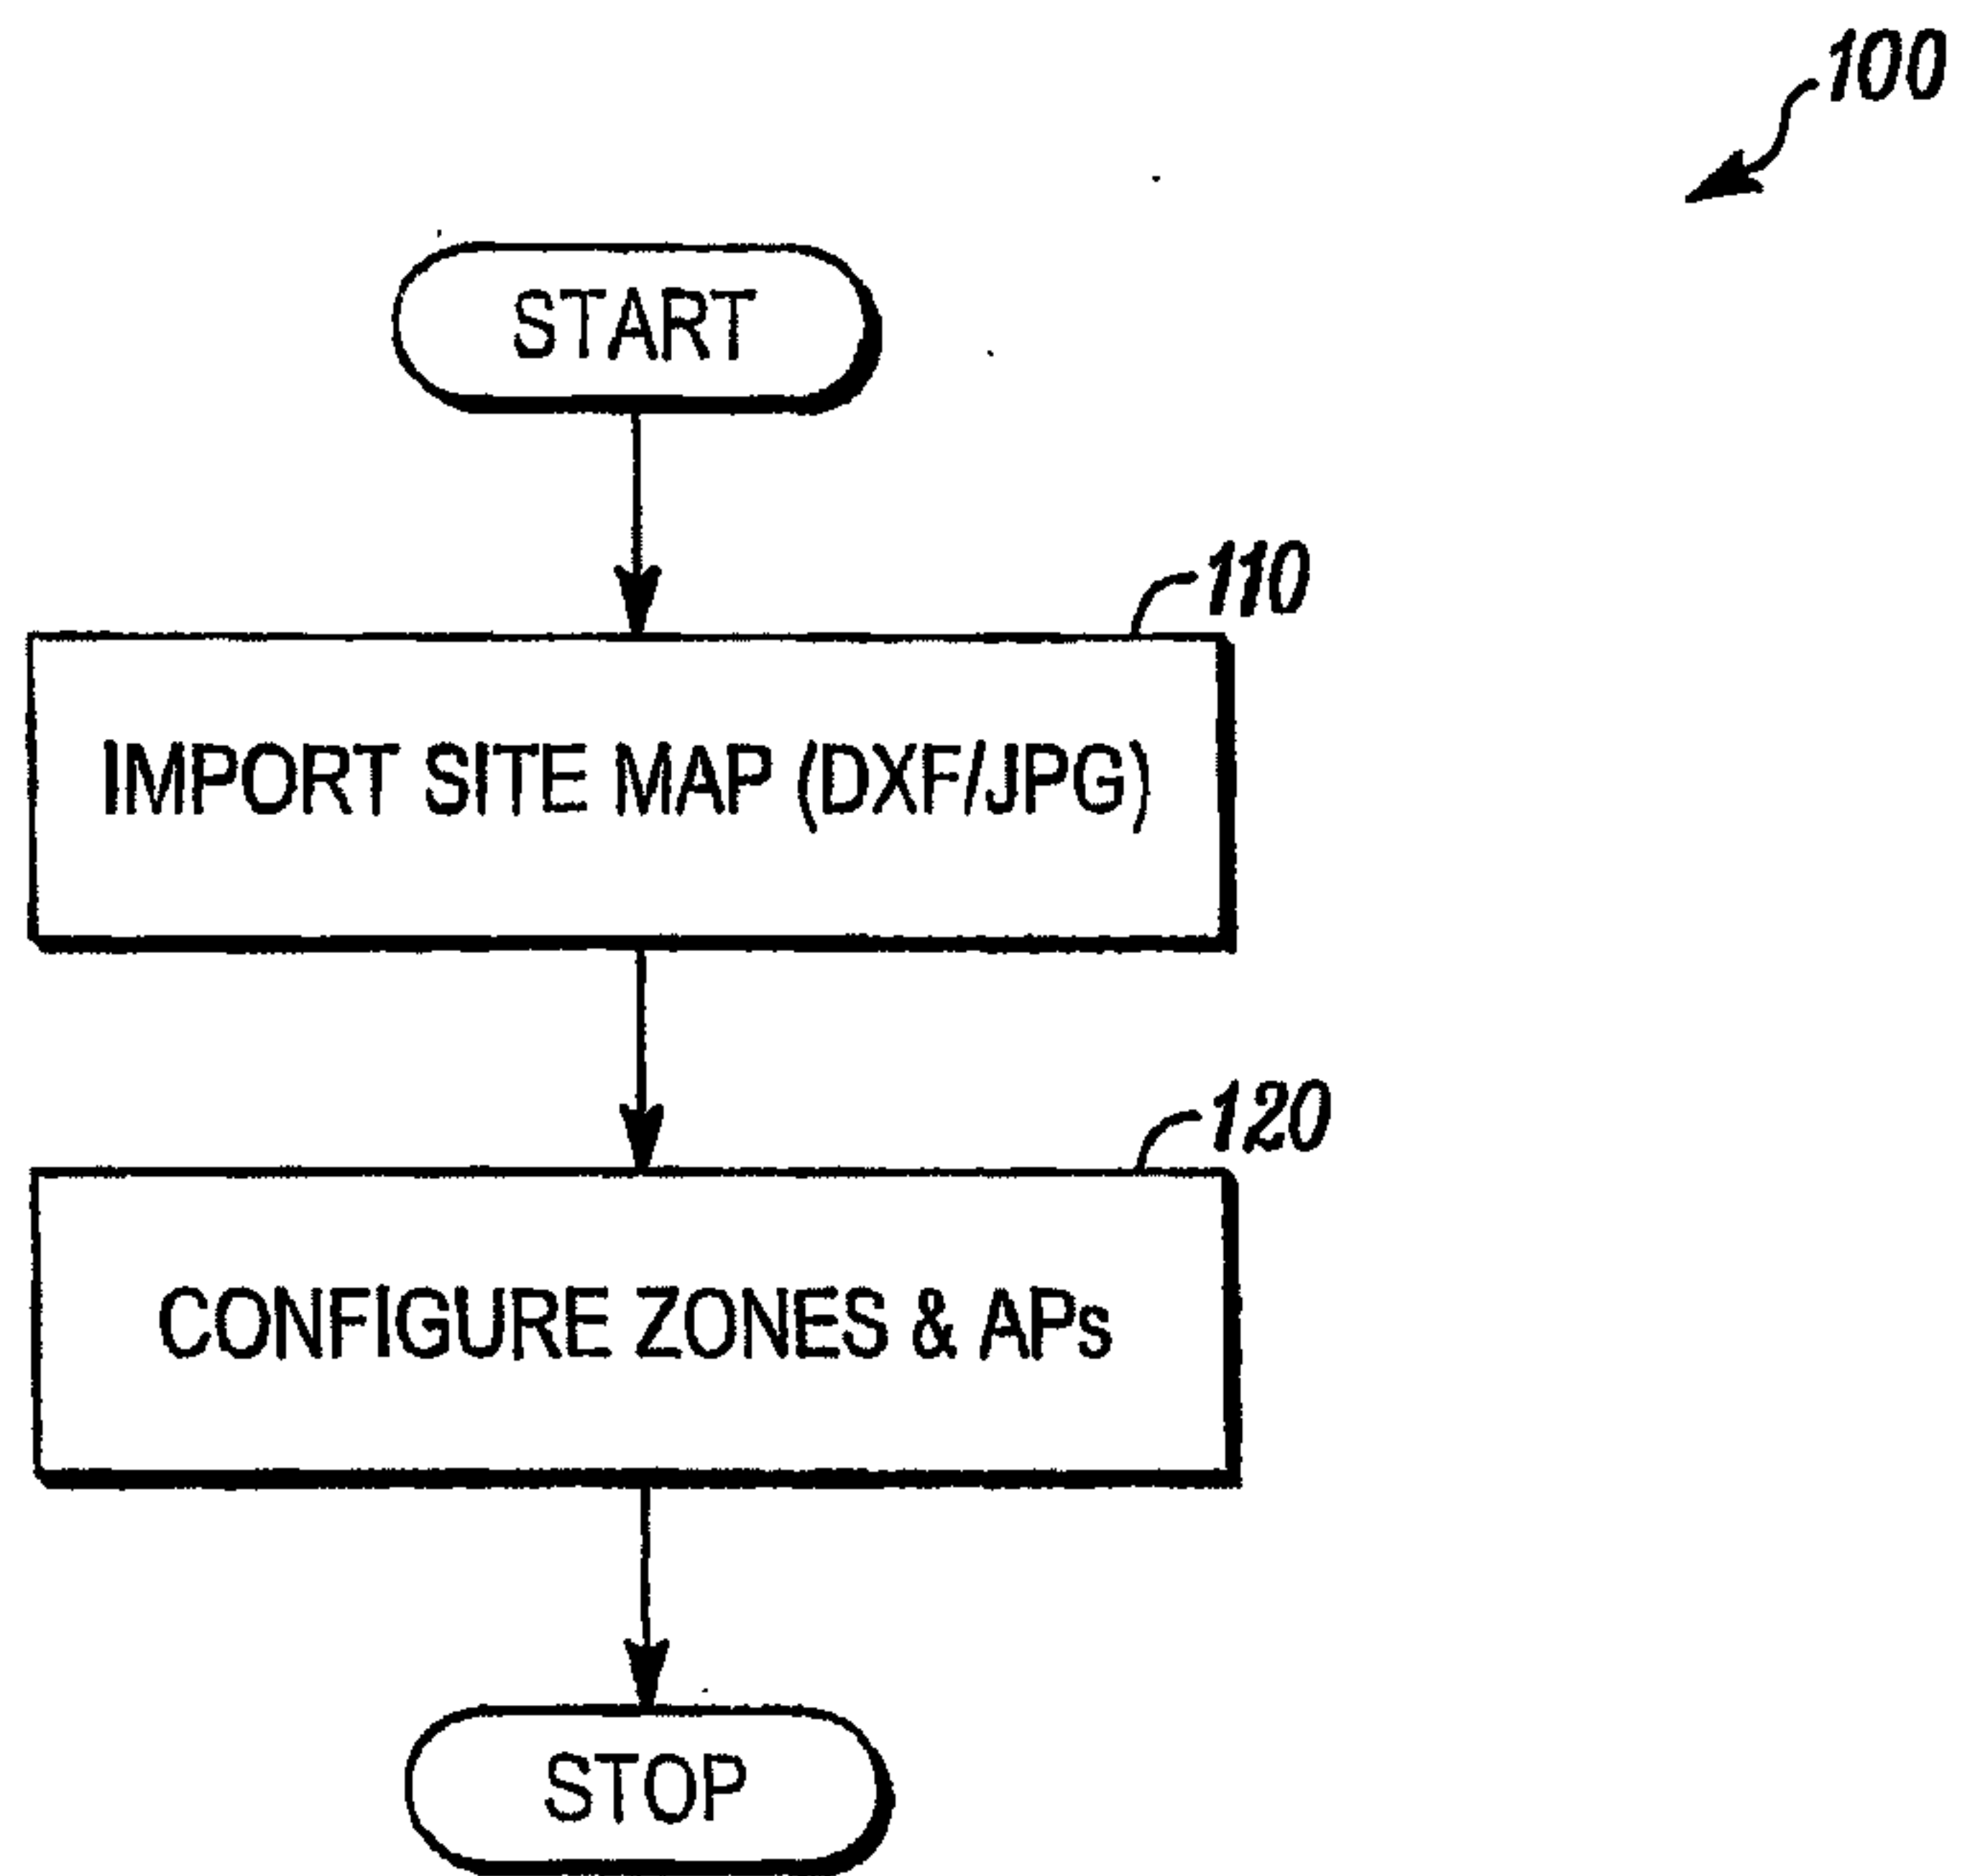 100
START
110
IMPORT SITE MAP (DXF/JPG)
120
CONFIGURE ZONES & APs
STOP